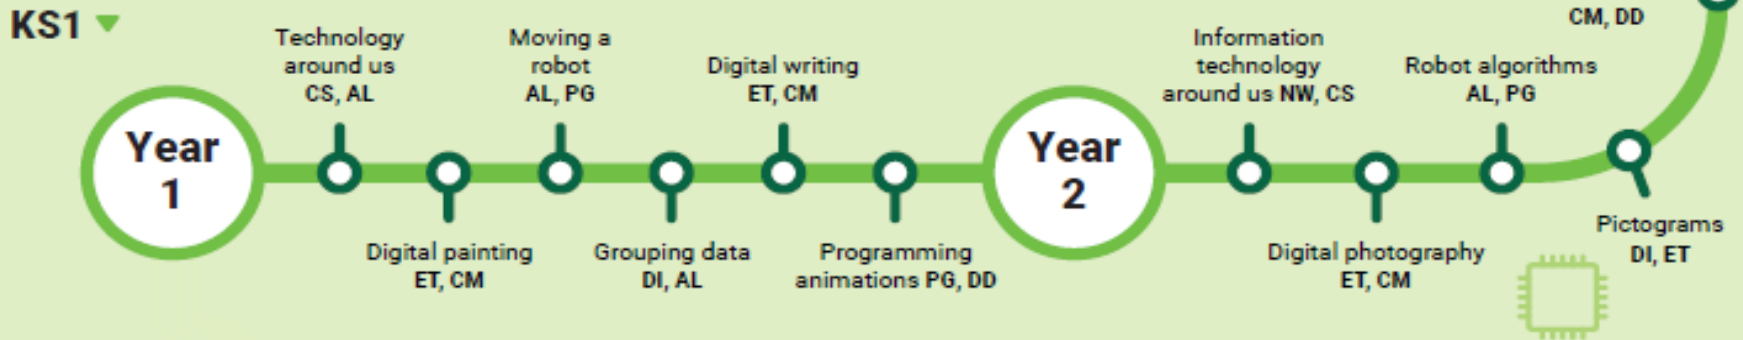 KS1
Year
1
Technology
around us
CS, AL
Digital painting
ET, CM
Moving a
robot
AL, PG
Grouping data
DI, AL
Digital writing
ET, CM
Programming
animations PG, DD
Year
2
Information
technology
around us NW, CS
Digital photography
ET, CM
Robot algorithms
AL, PG
Pictograms
DI, ET
CM, DD